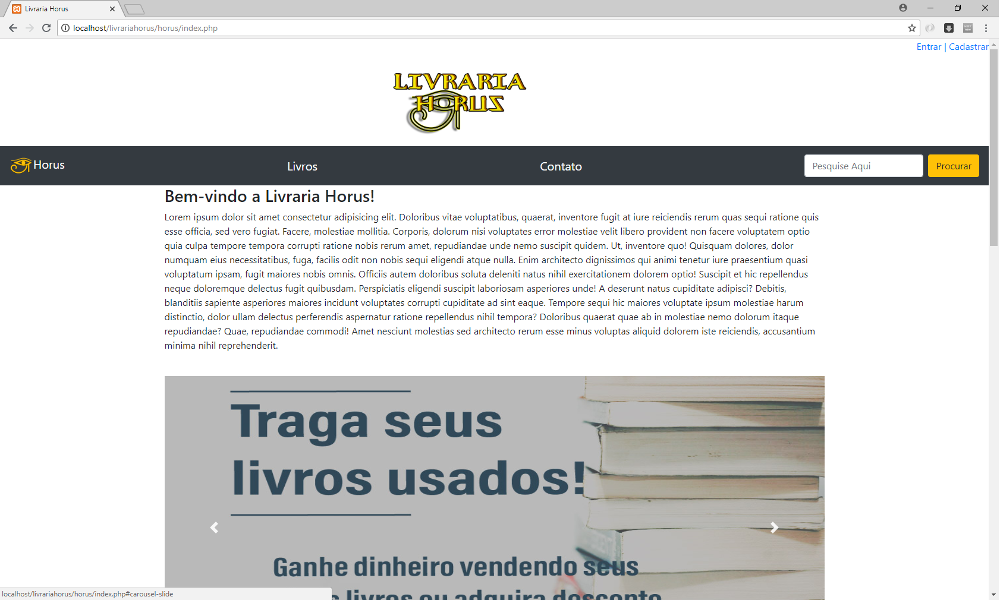 Livraria Horus
localhost/livrariahorus/horus/index.php
Entrar | Cadastrar
LIVRARIA
HORUS
Horus Livros Contato Pesquise Aqui Procurar
Bem-vindo a Livraria Horus!
Lorem ipsum dolor sit amet consectetur adipisicing elit. Doloribus vitae voluptatibus, quaerat, inventore fugit at iure reiciendis rerum quas sequi ratione quis
esse officia, sed vero fugiat. Facere, molestiae mollitia. Corporis, dolorum nisi voluptates error molestiae velit libero provident non facere voluptatem optio
quia culpa tempore tempora corrupti ratione nobis rerum amet, repudiandae unde nemo suscipit quidem. Ut, inventore quo! Quisquam dolores, dolor
numquam eius necessitatibus, fuga, facilis odit non nobis sequi eligendi atque nulla. Enim architecto dignissimos qui animi tenetur iure praesentium quasi
voluptatum ipsam, fugit maiores nobis omnis. Officiis autem doloribus soluta deleniti natus nihil exercitationem dolorem optio! Suscipit et hic repellendus
neque doloremque delectus fugit quibusdam. Perspiciatis eligendi suscipit laboriosam asperiores unde! A deserunt natus cupiditate adipisci? Debitis,
blanditiis sapiente asperiores maiores incidunt voluptates corrupti cupiditate ad sint eaque. Tempore sequi hic maiores voluptate ipsum molestiae harum
distinctio, dolor ullam delectus perferendis aspernatur ratione repellendus nihil tempora? Doloribus quaerat quae ab in molestiae nemo dolorum itaque
repudiandae? Quae, repudiandae commodi! Amet nesciunt molestias sed architecto rerum esse minus voluptas aliquid dolorem iste reiciendis, accusantium
minima nihil reprehenderit.
Traga seus
livros usados!
Ganhe dinheiro vendendo seus
livros ou adquira desconto
localhost/livrariahorus/horus/index.php#carousel-slide